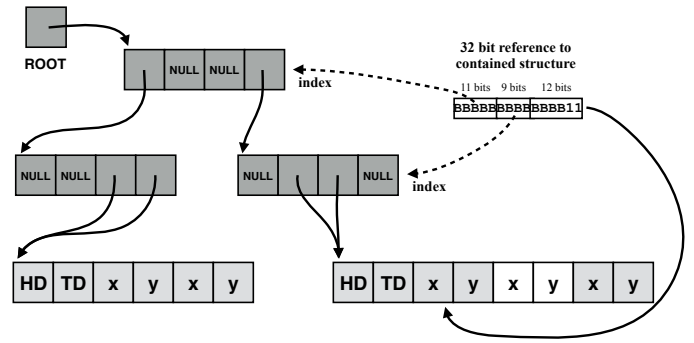 ROOT
32 bit reference to
contained structure
11 bits 9 bits 12 bits
BBBBBBBBBBBBB11
NULL NULL
index
NULL NULL
NULL NULL
index
HD TD x y x y
HD TD x y x y x y